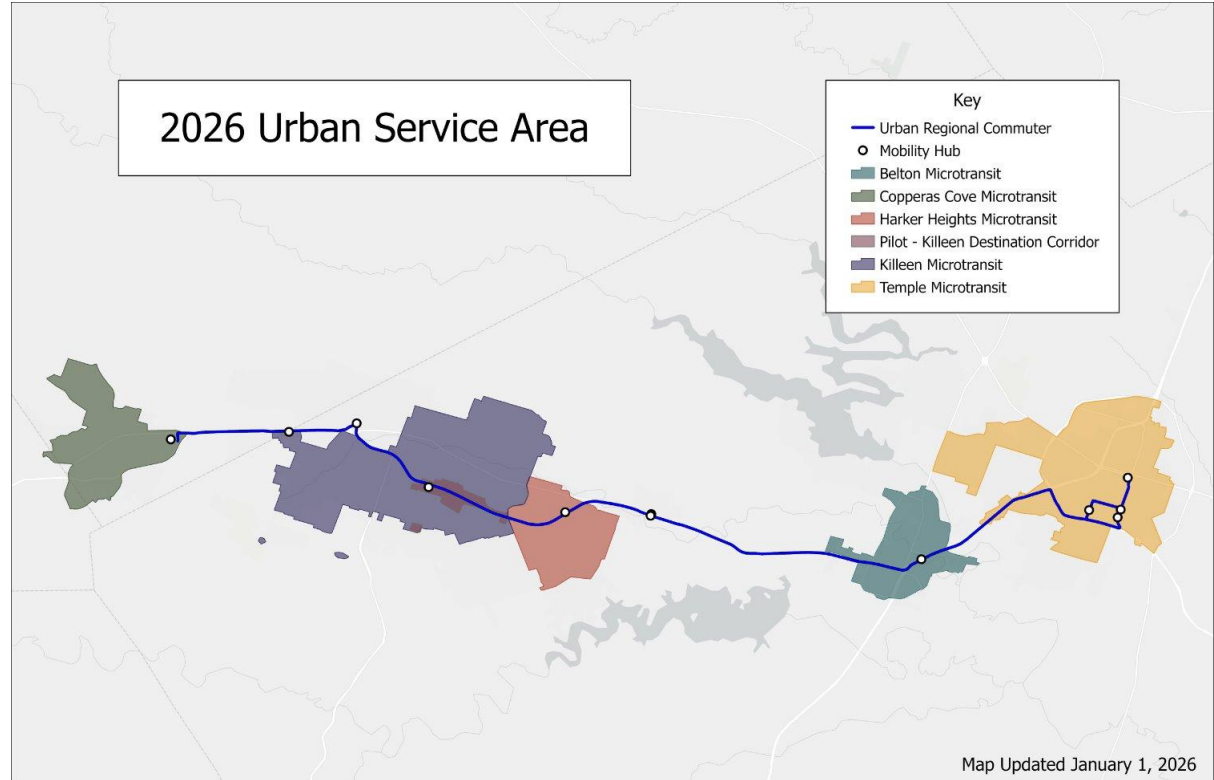 2026 Urban Service Area
Key
Urban Regional Commuter
Mobility Hub
Belton Microtransit
Copperas Cove Microtransit
Harker Heights Microtransit
Pilot - Killeen Destination Corridor
Killeen Microtransit
Temple Microtransit
Map Updated January 1, 2026